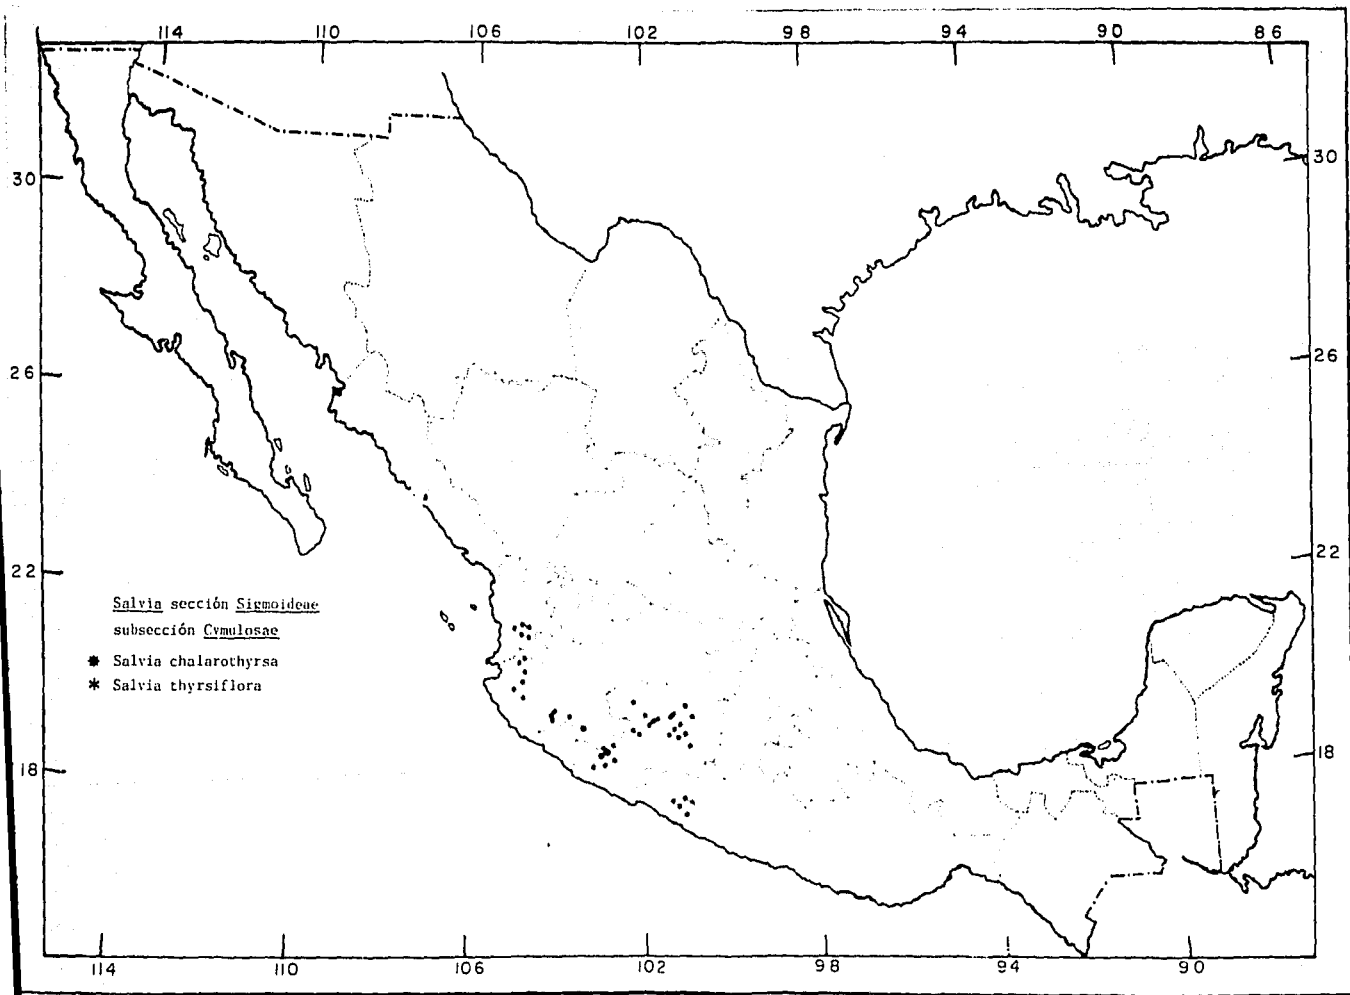 114 110 106 102 98 94 90 86
30 30
26 26
22 22
Salvia sección Sigmoideae
subsección Cymulosae
Salvia chalarothyrsa
* Salvia thyrsiflora
18 18
114 110 106 102 98 94 90